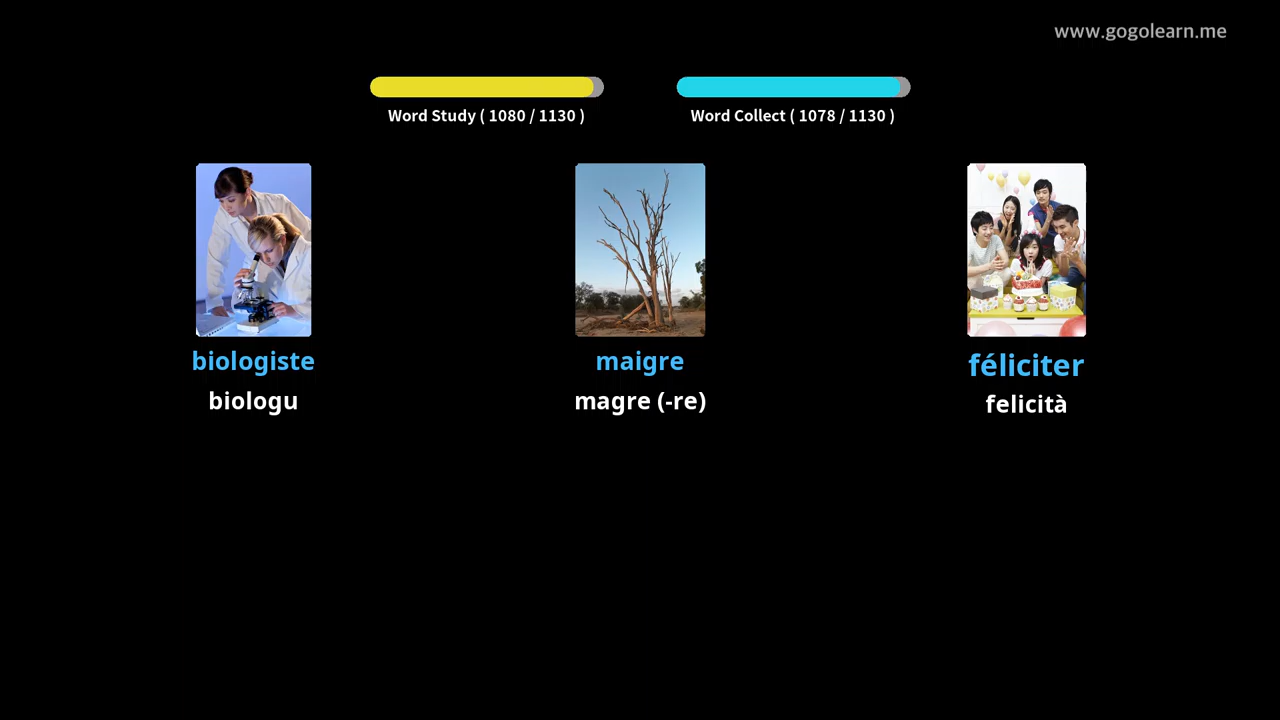 www.gogolearn.me
Word Study ( 1080 / 1130 )
Word Collect ( 1078 / 1130 )
biologiste
biologu
maigre
magre (-re)
féliciter
felicità